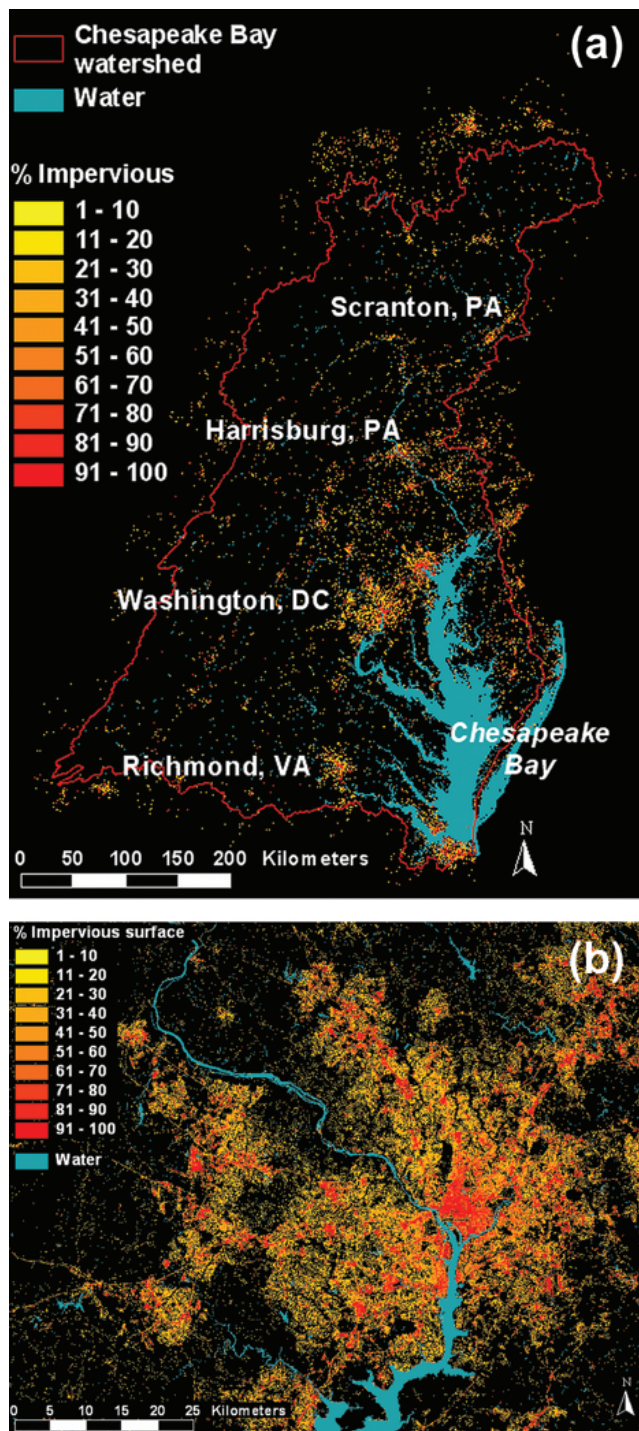 (a)
Chesapeake Bay
watershed
Water
% Impervious
1 - 10
11 - 20
21 - 30
31 - 40
41 - 50
51 - 60
61 - 70
71 - 80
81 - 90
91 - 100
Scranton, PA
Harrisburg, PA
Washington, DC
Chesapeake
Bay
Richmond, VA
N
0 50 100 150 200 Kilometers
(b)
% Impervious surface
1 - 10
11 - 20
21 - 30
31 - 40
41 - 50
51 - 60
61 - 70
71 - 80
81 - 90
91 - 100
Water
N
0 5 10 15 20 25 Kilometers